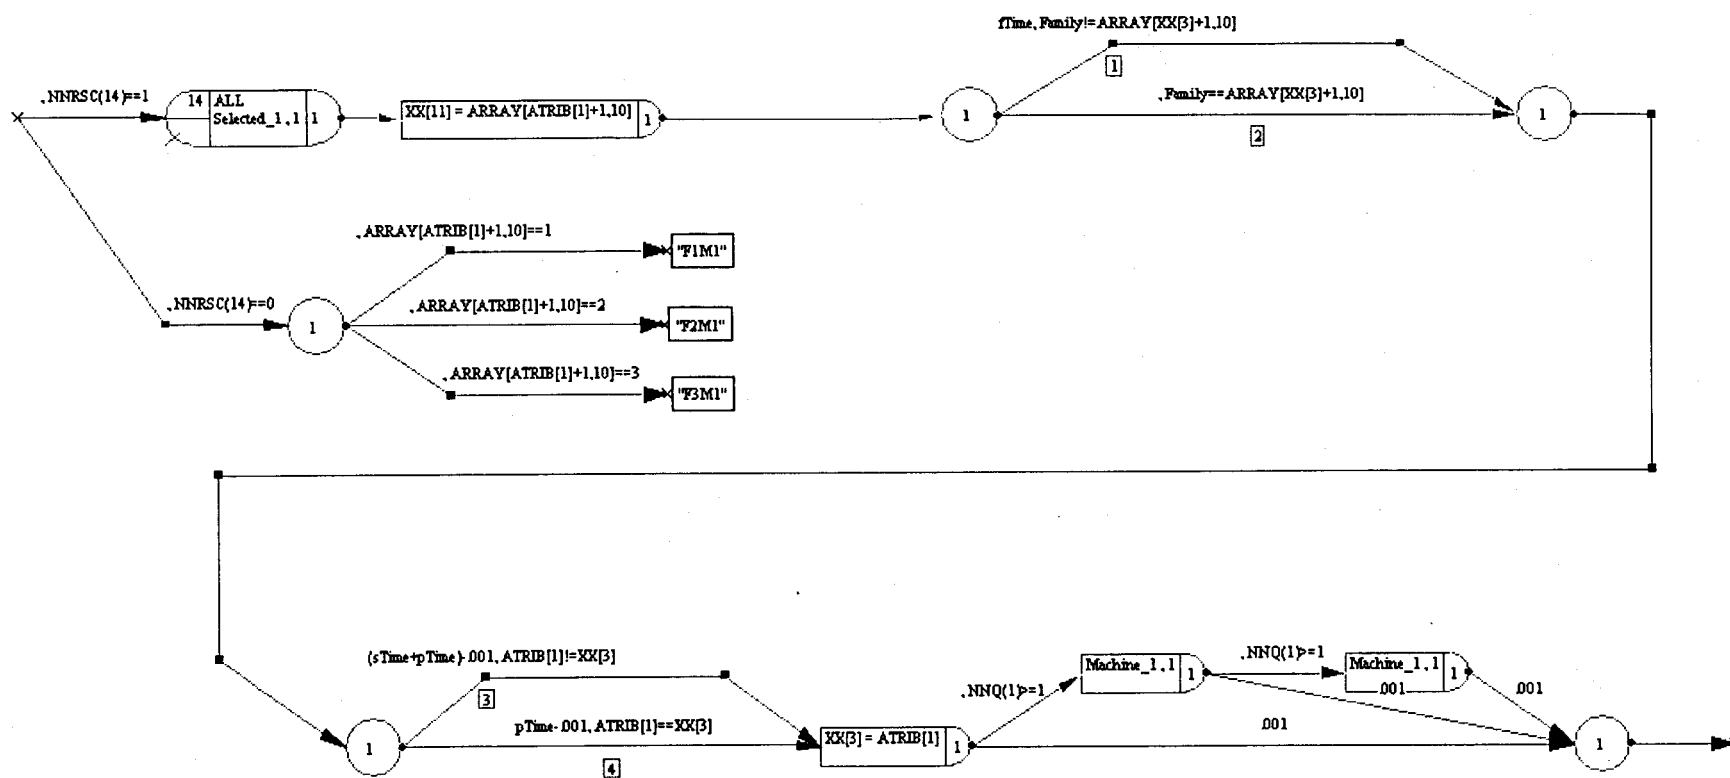 fTime, Family!=ARRAY[XX[3]+1,10]
1
, NNRSC(14)==1
14 ALL
Selected_1, 1
1
XX[11] = ARRAY[ATRIB[1]+1,10]
1
1
, Family==ARRAY[XX[3]+1,10]
2
1
, ARRAY[ATRIB[1]+1,10]==1
"F1M1"
, NNRSC(14)==0
1
, ARRAY[ATRIB[1]+1,10]==2
"F2M1"
, ARRAY[ATRIB[1]+1,10]==3
"F3M1"
(sTime+pTime)-.001, ATRIB[1]!=XX[3]
3
1
pTime-.001, ATRIB[1]==XX[3]
4
XX[3] = ATRIB[1]
1
, NNQ(1)>=1
Machine_1, 1
1
, NNQ(1)>=1
Machine_1, 1
1
.001
.001
.001
1